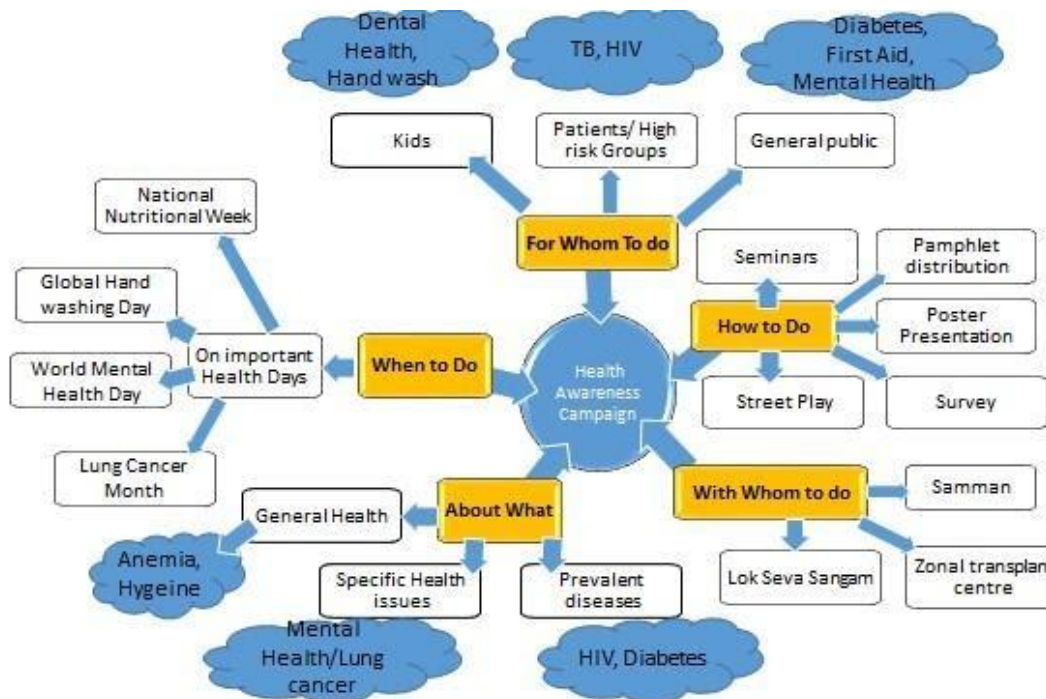 Dental
Health,
Hand wash
TB, HIV
Diabetes,
First Aid,
Mental Health
Kids
Patients/ High
risk Groups
General public
National
Nutritional Week
For Whom To do
Seminars
Pamphlet
distribution
Global Hand
washing Day
How to Do
Poster
Presentation
On important
Health Days
When to Do
World Mental
Health Day
Health
Awareness
Campaign
Street Play
Survey
Lung Cancer
Month
With Whom to do
Samman
General Health
About What
Anemia,
Hygeine
Specific Health
issues
Prevalent
diseases
Lok Seva Sangam
Zonal transplan
centre
Mental
Health/Lung
cancer
HIV, Diabetes